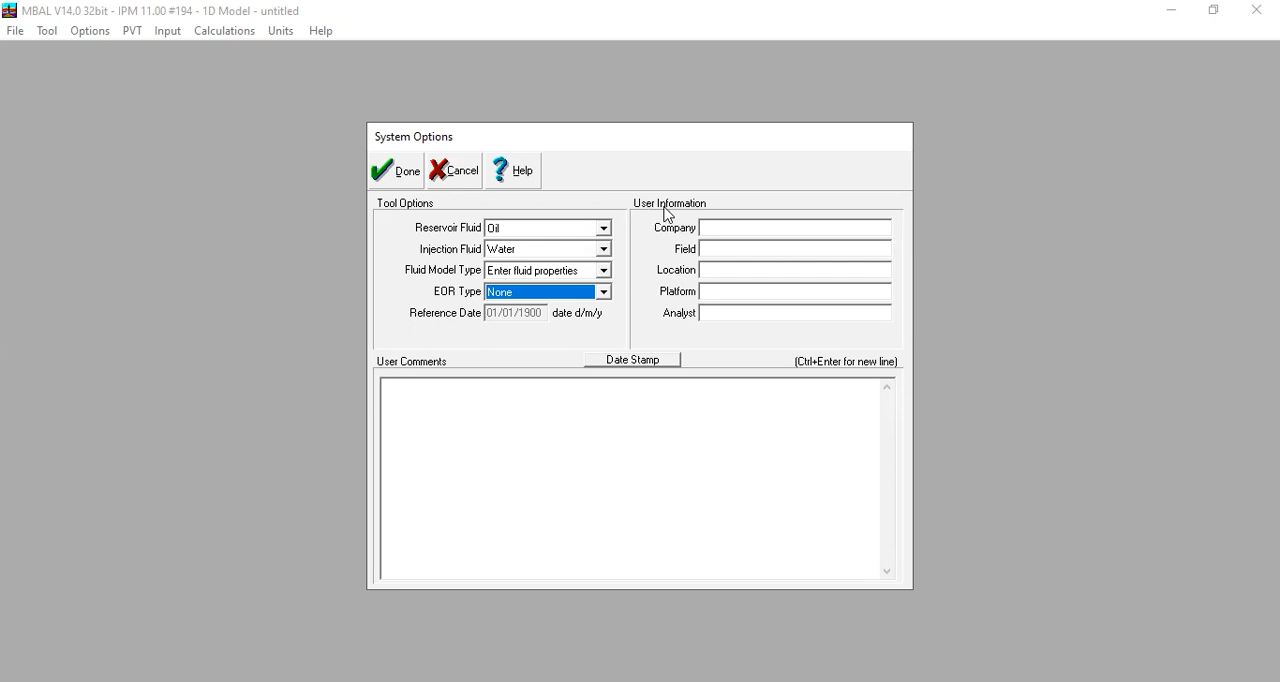 MBAL V14.0 32bit - IPM 11.00 #194 - 1D Model - untitled
File Tool Options PVT Input Calculations Units Help
System Options
Done Cancel Help
Tool Options
Reservoir Fluid Oil
Injection Fluid Water
Fluid Model Type Enter fluid properties
EOR Type None
Reference Date 01/01/1900 date d/m/y
User Information
Company
Field
Location
Platform
Analyst
User Comments Date Stamp (Ctrl+Enter for new line)